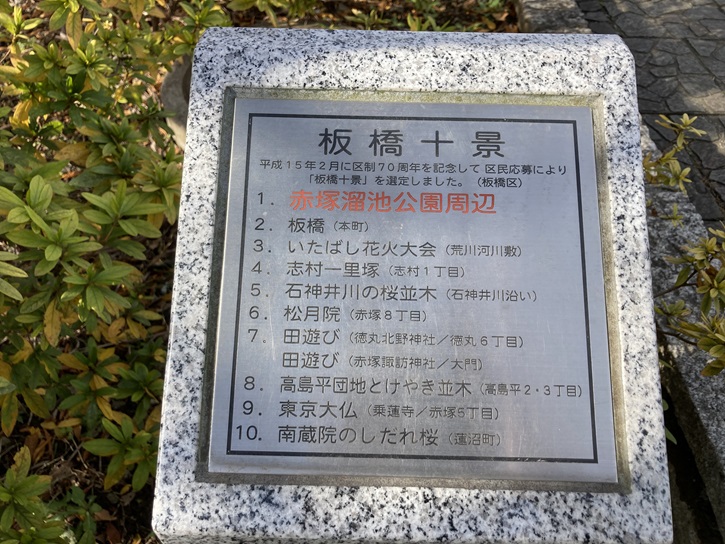 板橋十景
平成15年2月に区制70周年を記念して 区民応募により
「板橋十景」を選定しました。（板橋区）
1．赤塚溜池公園周辺
2．板橋（本町）
3．いたばし花火大会（荒川河川敷）
4．志村一里塚（志村1丁目）
5．石神井川の桜並木（石神井川沿い）
6．松月院（赤塚8丁目）
7．田遊び（徳丸北野神社／徳丸6丁目）
田遊び（赤塚諏訪神社／大門）
8．高島平団地とけやき並木（高島平2・3丁目）
9．東京大仏（乗蓮寺／赤塚5丁目）
10．南蔵院のしだれ桜（蓮沼町）